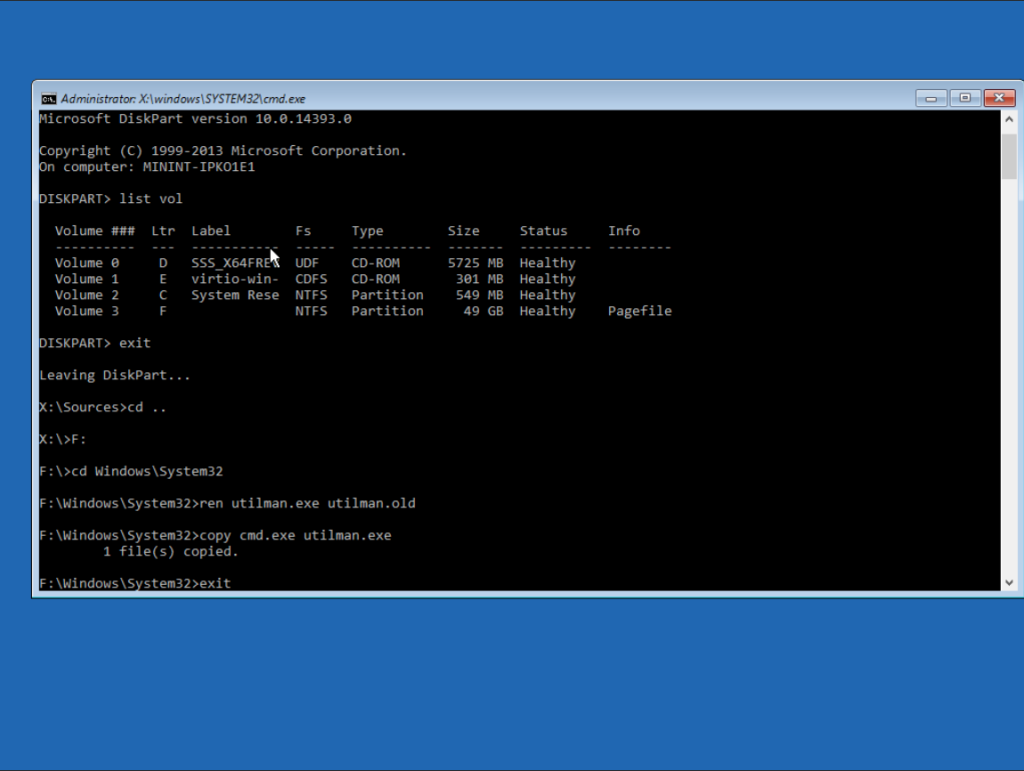 Administrator: X:\windows\SYSTEM32\cmd.exe
Microsoft DiskPart version 10.0.14393.0
Copyright (C) 1999-2013 Microsoft Corporation.
On computer: MININT-IPKO1E1
DISKPART> list vol
Volume ###  Ltr  Label        Fs     Type        Size     Status     Info
----------  ---  -----------  -----  ----------  -------  ---------  --------
Volume 0     D   SSS_X64FREV  UDF    CD-ROM      5725 MB  Healthy
Volume 1     E   virtio-win-  CDFS   CD-ROM       301 MB  Healthy
Volume 2     C   System Rese  NTFS   Partition    549 MB  Healthy
Volume 3     F                NTFS   Partition     49 GB  Healthy    Pagefile
DISKPART> exit
Leaving DiskPart...
X:\Sources>cd ..
X:\>F:
F:\>cd Windows\System32
F:\Windows\System32>ren utilman.exe utilman.old
F:\Windows\System32>copy cmd.exe utilman.exe
1 file(s) copied.
F:\Windows\System32>exit